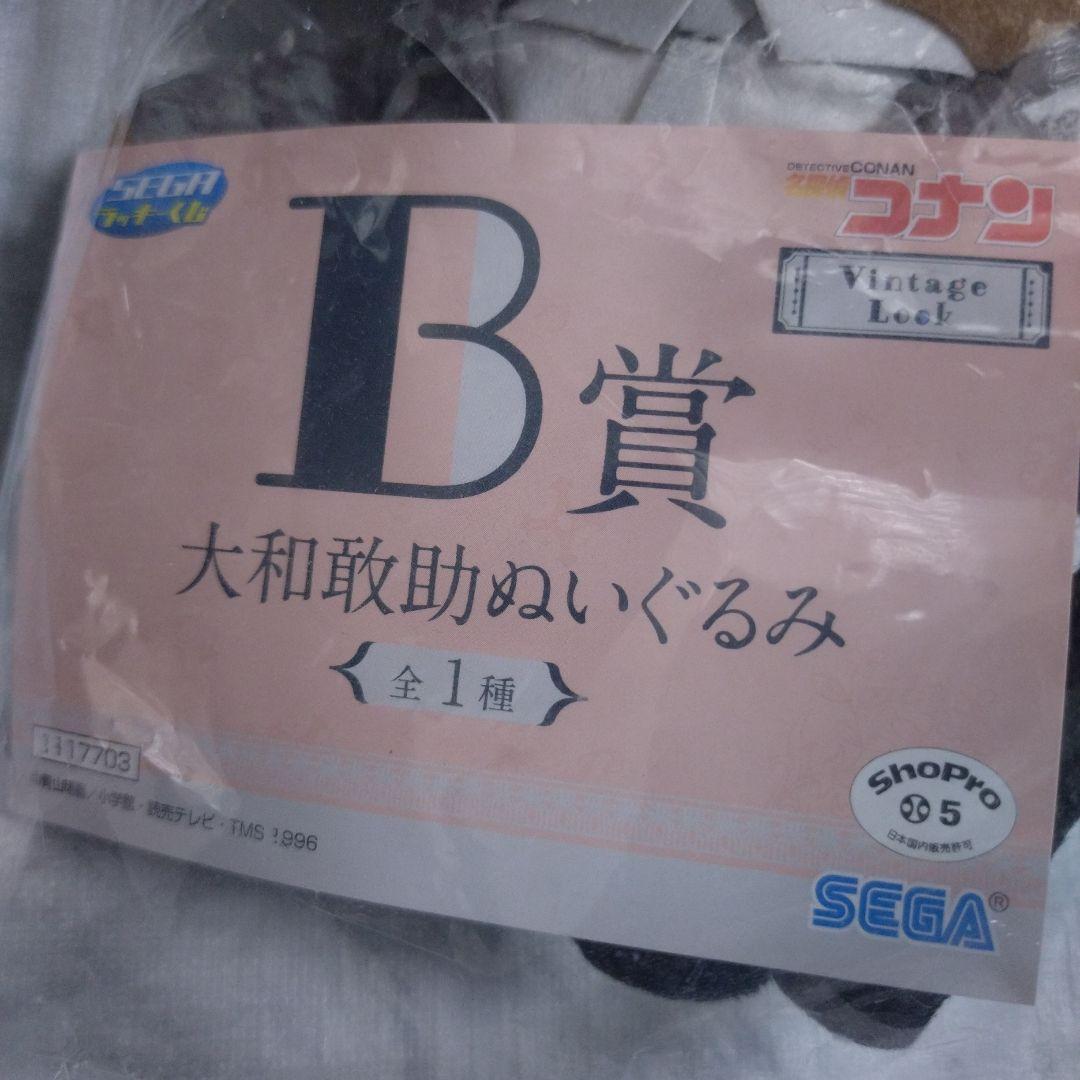 SEGA
ラッキーくじ
DETECTIVE CONAN
名探偵
コナン
Vintage
Look
B賞
大和敢助ぬいぐるみ
全1種
17703
青山剛昌/小学館・読売テレビ・TMS 1996
ShoPro
5
日本国内販売許可
SEGA®